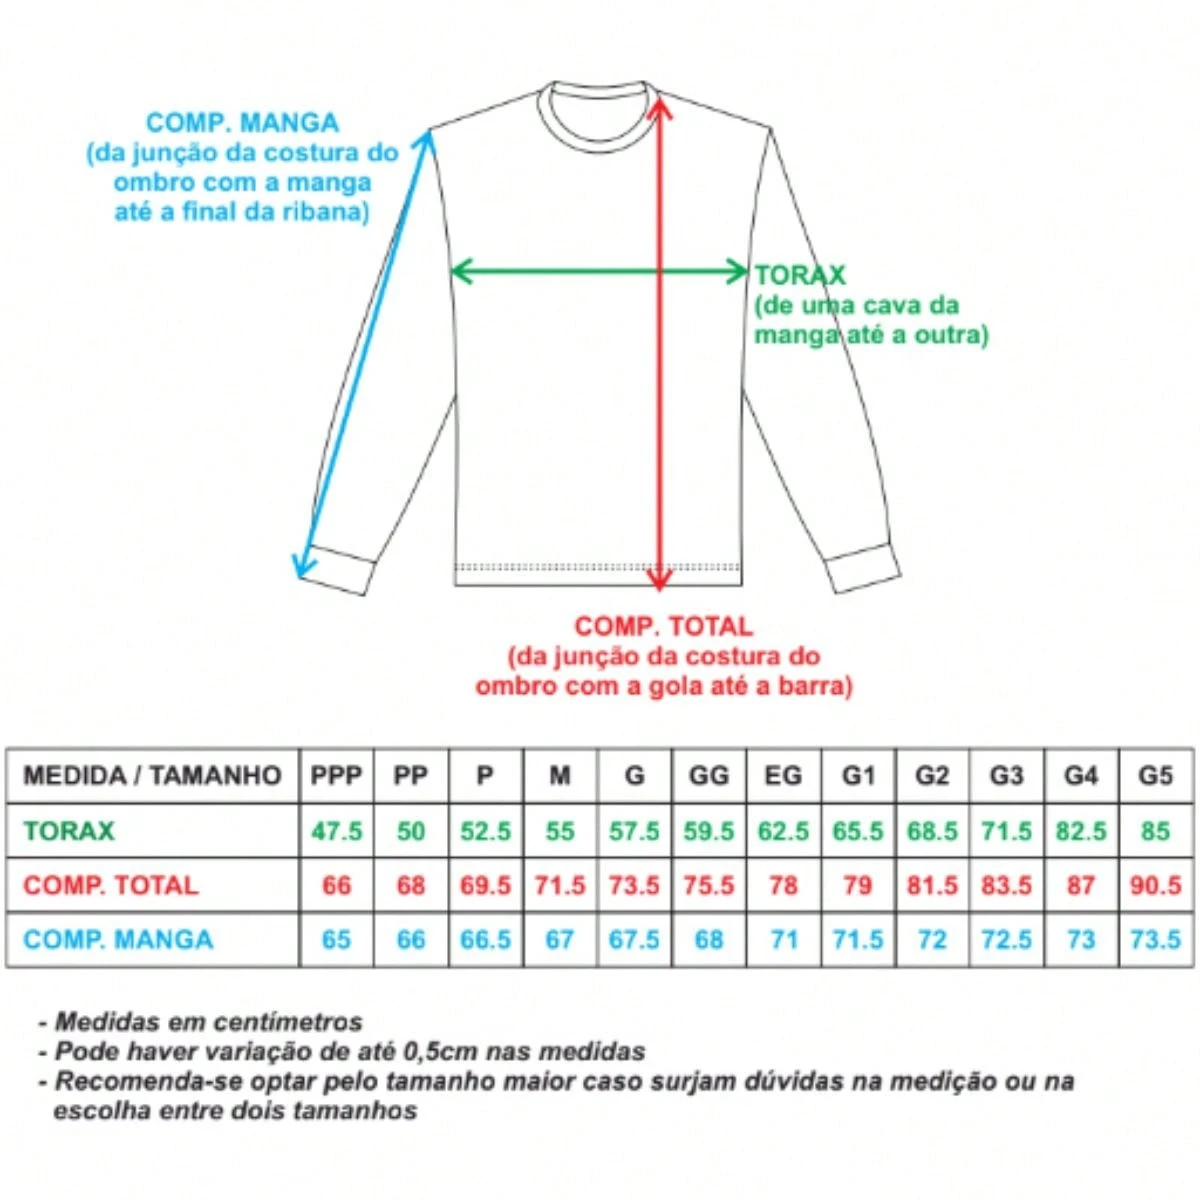 COMP. MANGA
(da junção da costura do
ombro com a manga
até a final da ribana)
TORAX
(de uma cava da
manga até a outra)
COMP. TOTAL
(da junção da costura do
ombro com a gola até a barra)
MEDIDA / TAMANHO PPP PP P M G GG EG G1 G2 G3 G4 G5
TORAX 47.5 50 52.5 55 57.5 59.5 62.5 65.5 68.5 71.5 82.5 85
COMP. TOTAL 66 68 69.5 71.5 73.5 75.5 78 79 81.5 83.5 87 90.5
COMP. MANGA 65 66 66.5 67 67.5 68 71 71.5 72 72.5 73 73.5
- Medidas em centímetros
- Pode haver variação de até 0,5cm nas medidas
- Recomenda-se optar pelo tamanho maior caso surjam dúvidas na medição ou na
escolha entre dois tamanhos